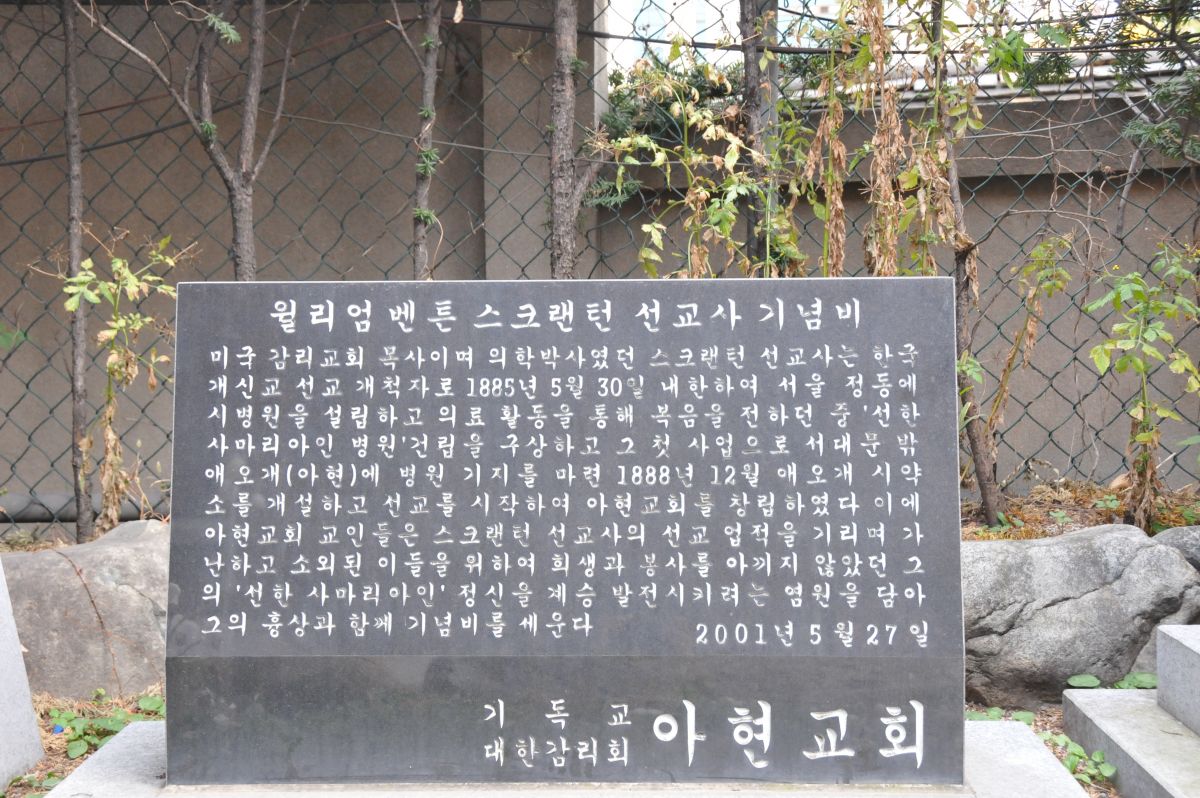 윌리엄 벤튼 스크랜턴 선교사 기념비
미국 감리교회 목사이며 의학박사였던 스크랜턴 선교사는 한국
개신교 선교 개척자로 1885년 5월 30일 내한하여 서울 정동에
시병원을 설립하고 의료 활동을 통해 복음을 전하던 중 '선한
사마리아인 병원'건립을 구상하고 그 첫 사업으로 서대문 밖
애오개(아현)에 병원 기지를 마련 1888년 12월 애오개 시약
소를 개설하고 선교를 시작하여 아현교회를 창립하였다 이에
아현교회 교인들은 스크랜턴 선교사의 선교 업적을 기리며 가
난하고 소외된 이들을 위하여 희생과 봉사를 아끼지 않았던 그
의 '선한 사마리아인' 정신을 계승 발전시키려는 염원을 담아
그의 흉상과 함께 기념비를 세운다 2001년 5월 27일
기독교
대한감리회 아현교회